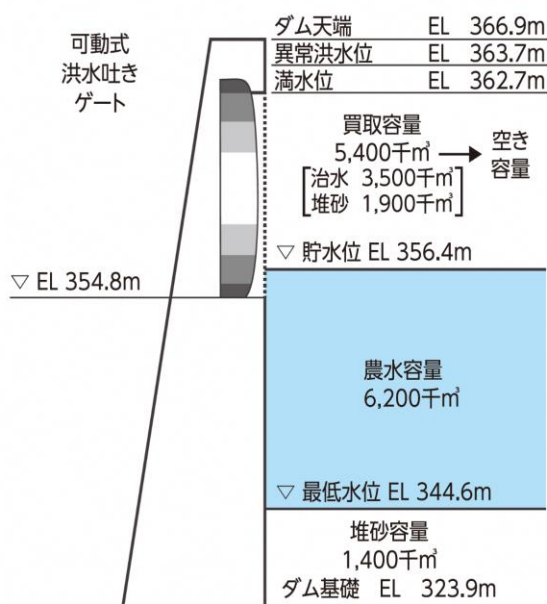 ダム天端 EL 366.9m
可動式
洪水吐き
ゲート
異常洪水位 EL 363.7m
満水位 EL 362.7m
買取容量
5,400千㎥ → 空き
容量
[治水 3,500千㎥
堆砂 1,900千㎥]
▽ 貯水位 EL 356.4m
▽ EL 354.8m
農水容量
6,200千㎥
▽ 最低水位 EL 344.6m
堆砂容量
1,400千㎥
ダム基礎 EL 323.9m